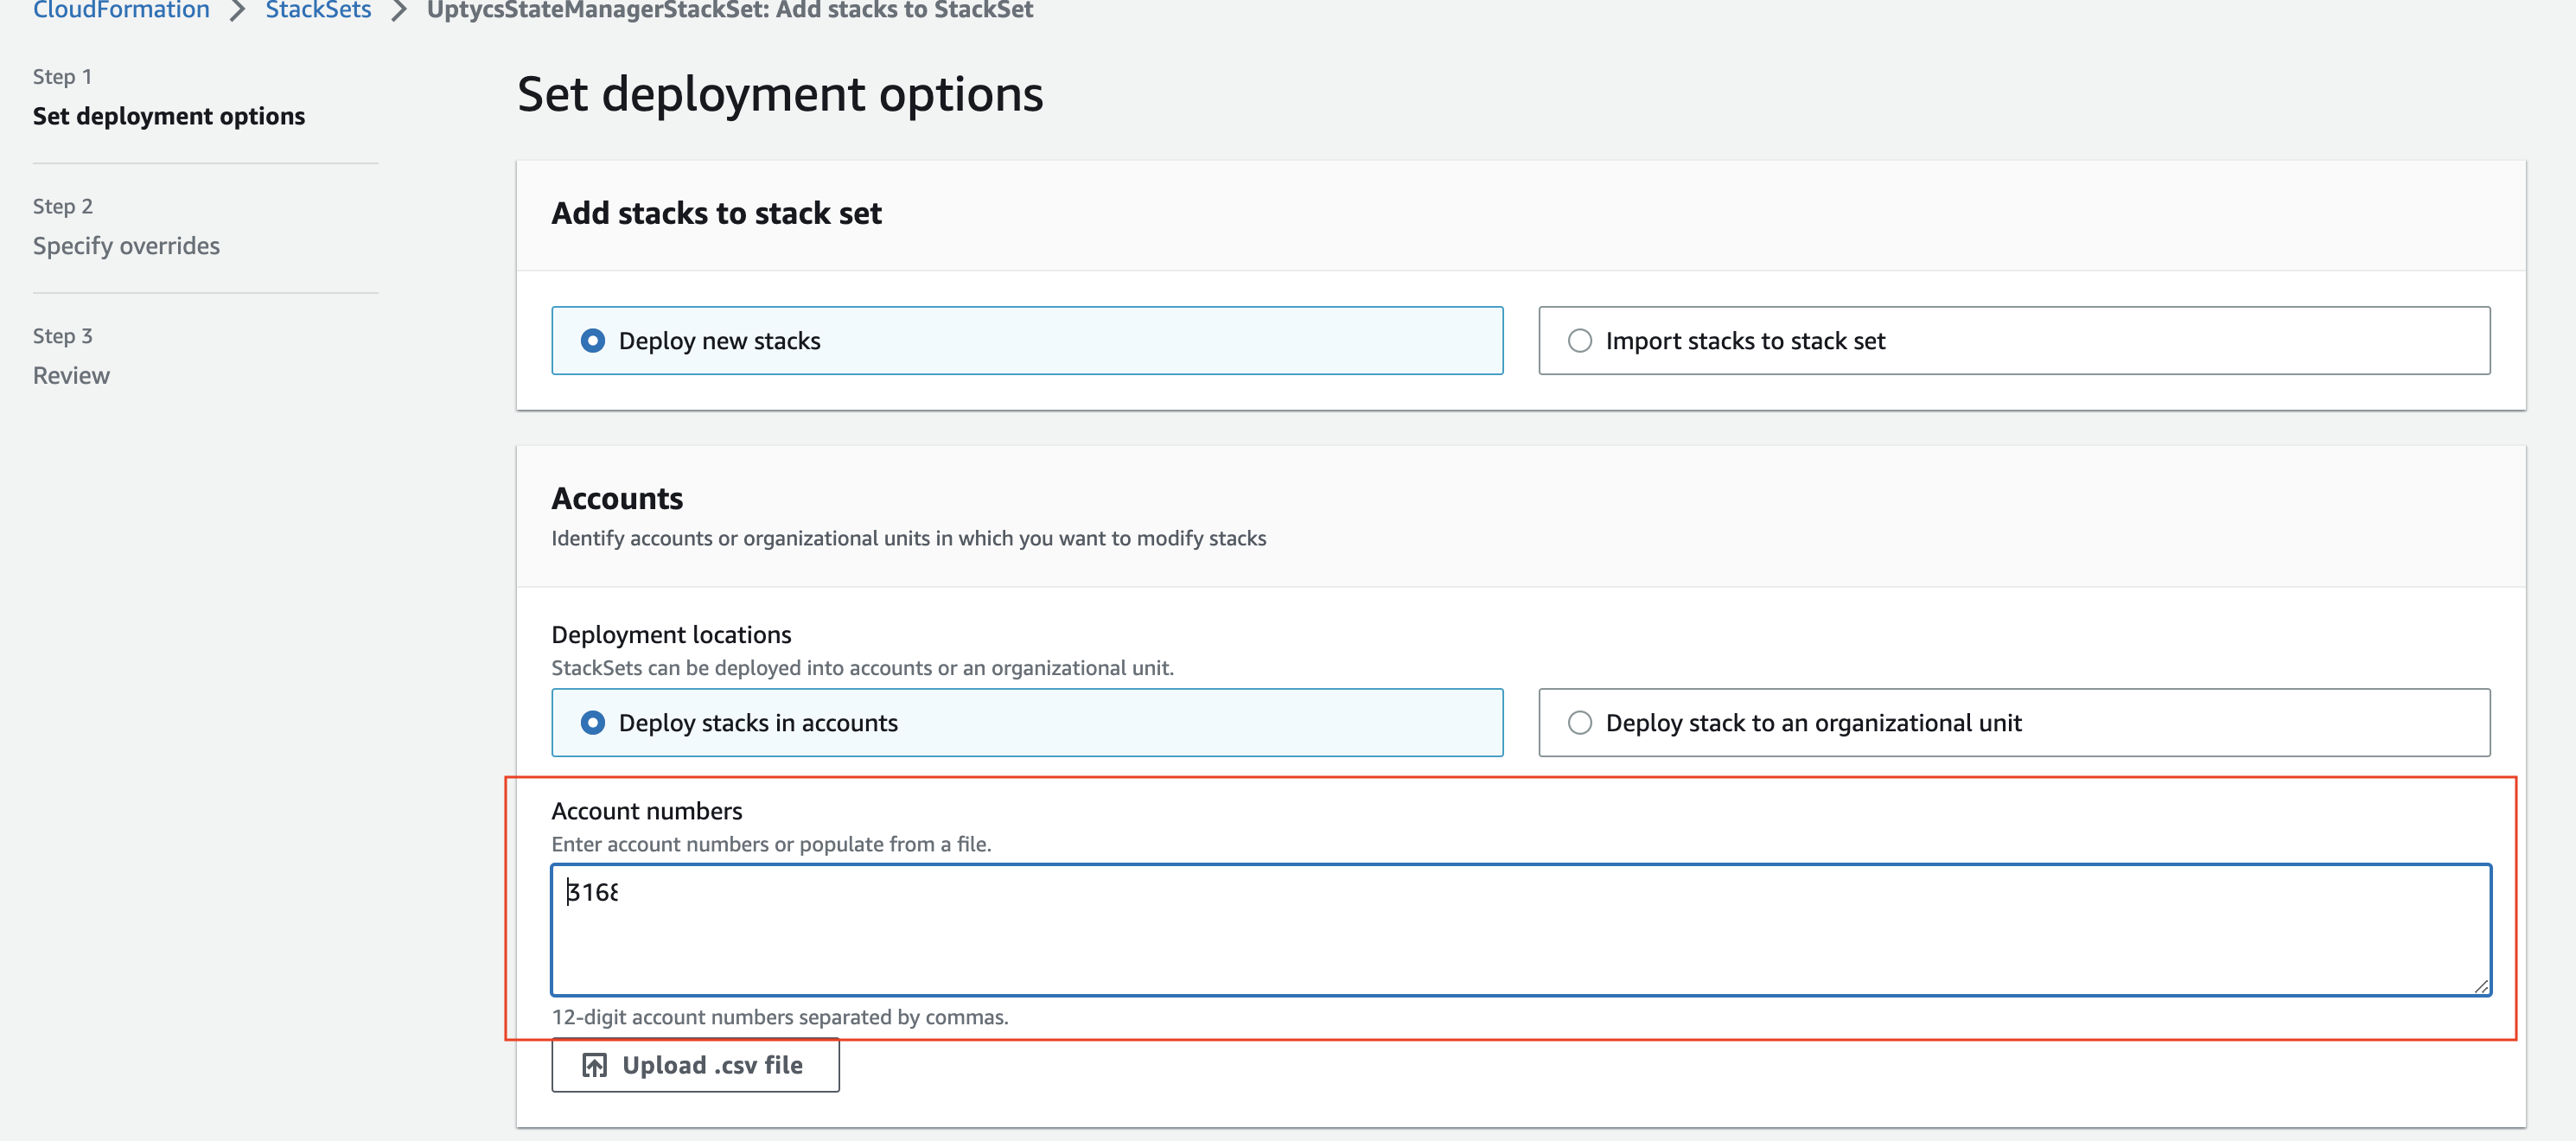 CloudFormation > StackSets > UptycsStateManagerStackSet: Add stacks to StackSet
Step 1
Set deployment options
Step 2
Specify overrides
Step 3
Review
Set deployment options
Add stacks to stack set
Deploy new stacks
Import stacks to stack set
Accounts
Identify accounts or organizational units in which you want to modify stacks
Deployment locations
StackSets can be deployed into accounts or an organizational unit.
Deploy stacks in accounts
Deploy stack to an organizational unit
Account numbers
Enter account numbers or populate from a file.
316
12-digit account numbers separated by commas.
Upload .csv file